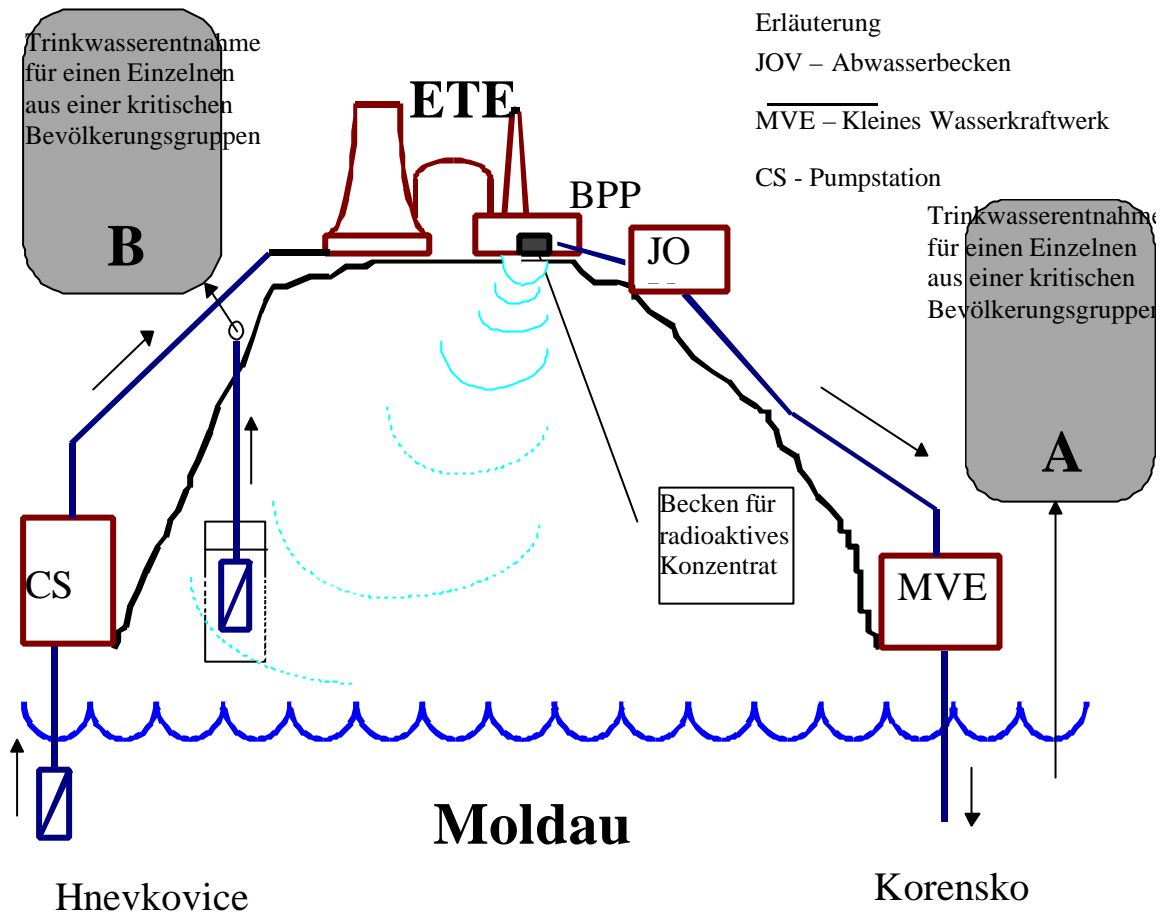 Trinkwasserentnahme
für einen Einzelnen
aus einer kritischen
Bevölkerungsgruppen
B
ETE
BPP
JO
Erläuterung
JOV – Abwasserbecken
MVE – Kleines Wasserkraftwerk
CS - Pumpstation
Trinkwasserentnahme
für einen Einzelnen
aus einer kritischen
Bevölkerungsgruppen
A
Becken für
radioaktives
Konzentrat
CS
MVE
Moldau
Hnevkovice
Korensko